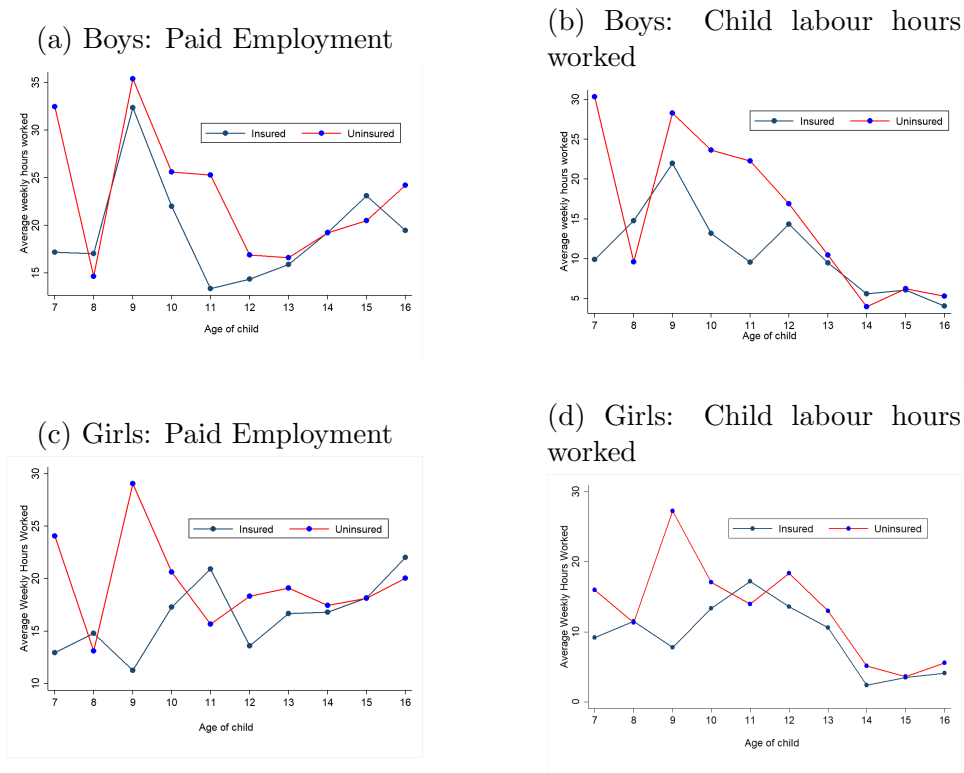 (a) Boys: Paid Employment
Average weekly hours worked
35
30
25
20
15
Insured
Uninsured
7 8 9 10 11 12 13 14 15 16
Age of child
(b) Boys: Child labour hours
worked
Average weekly hours worked
30
25
20
15
10
5
Insured
Uninsured
7 8 9 10 11 12 13 14 15 16
Age of child
(c) Girls: Paid Employment
Average Weekly Hours Worked
30
25
20
15
10
Insured
Uninsured
7 8 9 10 11 12 13 14 15 16
Age of child
(d) Girls: Child labour hours
worked
Average Weekly Hours Worked
30
20
10
0
Insured
Uninsured
7 8 9 10 11 12 13 14 15 16
Age of child